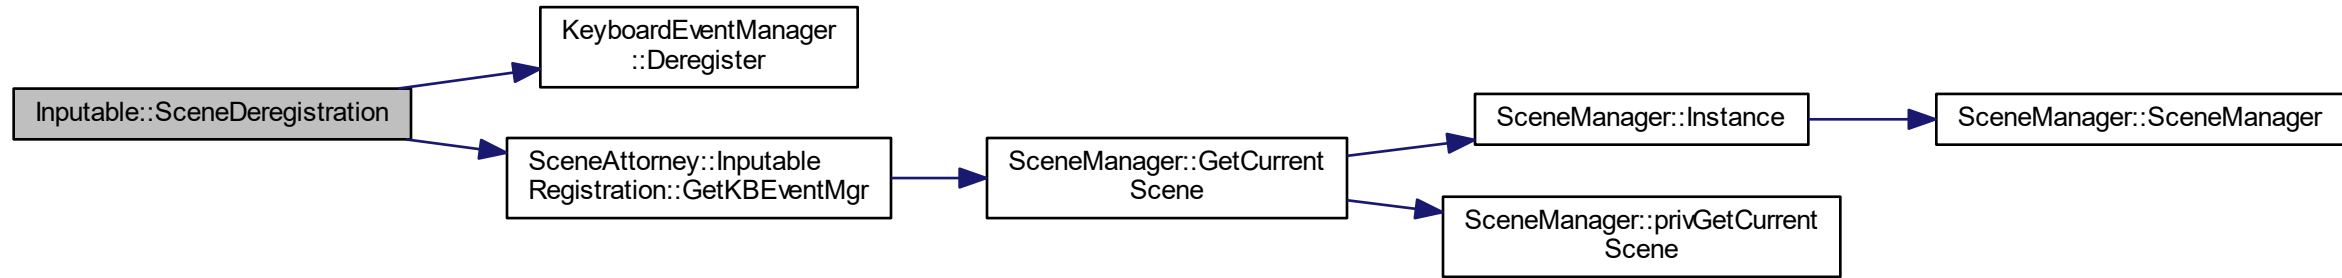 Inputable::SceneDeregistration
KeyboardEventManager
::Deregister
SceneAttorney::Inputable
Registration::GetKBEventMgr
SceneManager::GetCurrent
Scene
SceneManager::Instance
SceneManager::privGetCurrent
Scene
SceneManager::SceneManager